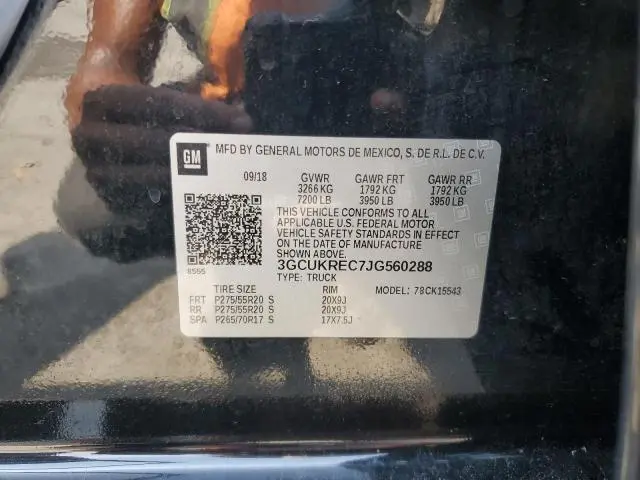 GM
MFD BY GENERAL MOTORS DE MEXICO, S. DE R.L. DE C.V.
09/18 GVWR GAWR FRT GAWR RR
3266 KG 1792 KG 1792 KG
7200 LB 3950 LB 3950 LB
THIS VEHICLE CONFORMS TO ALL
APPLICABLE U.S. FEDERAL MOTOR
VEHICLE SAFETY STANDARDS IN EFFECT
ON THE DATE OF MANUFACTURE
SHOWN ABOVE.
8555
3GCUKREC7JG560288
TYPE: TRUCK
TIRE SIZE RIM MODEL: 78CK15543
FRT P275/55R20 S 20X9J
RR P275/55R20 S 20X9J
SPA P265/70R17 S 17X7.5J